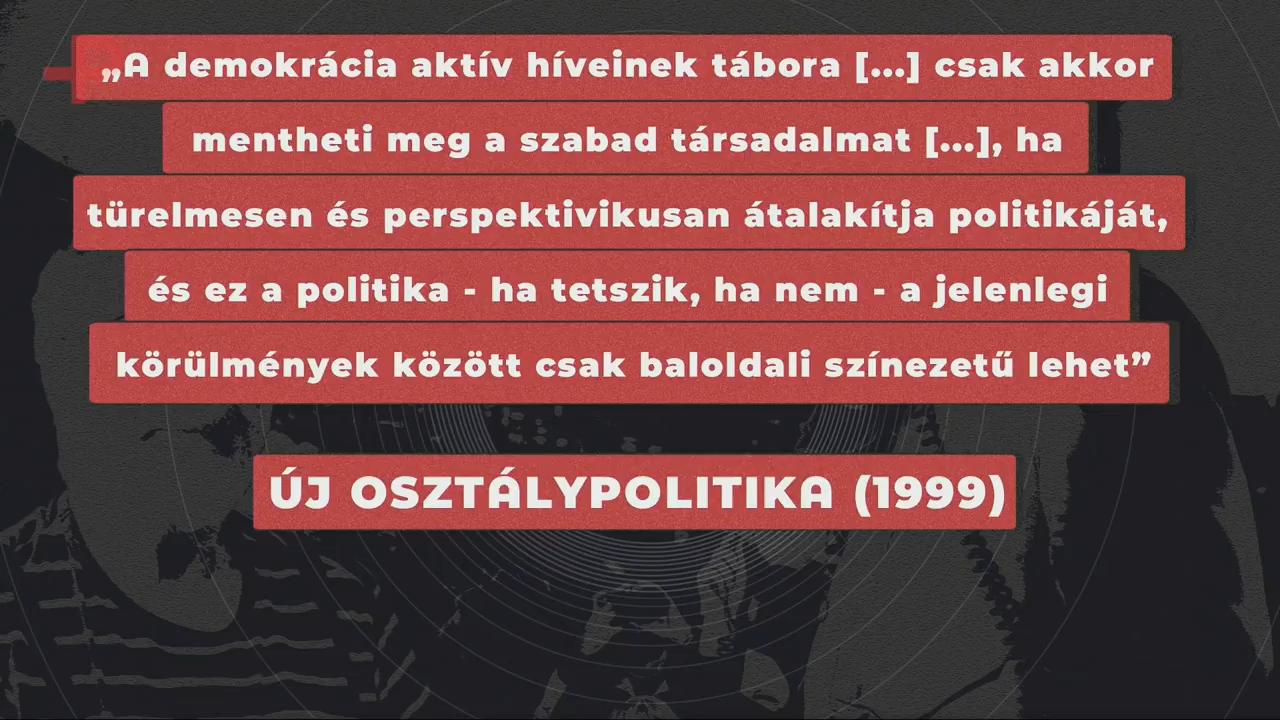 „A demokrácia aktív híveinek tábora [...] csak akkor
mentheti meg a szabad társadalmat [...], ha
türelmesen és perspektivikusan átalakítja politikáját,
és ez a politika - ha tetszik, ha nem - a jelenlegi
körülmények között csak baloldali színezetű lehet”
ÚJ OSZTÁLYPOLITIKA (1999)